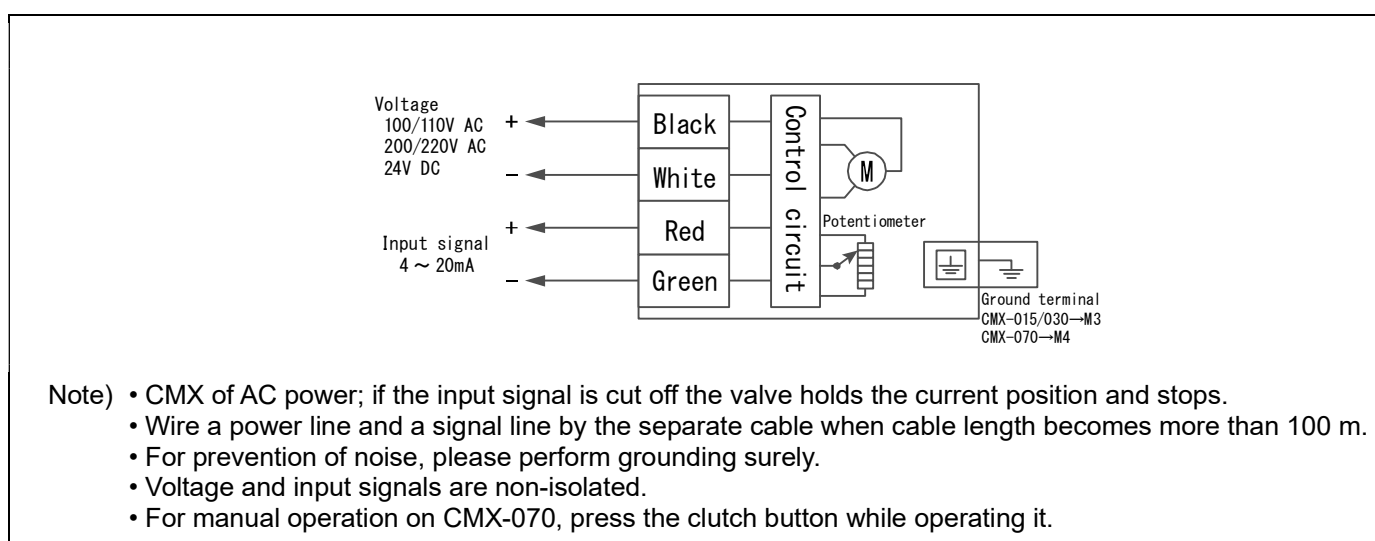 Voltage
100/110V AC
200/220V AC
24V DC
+
−
Input signal
4 ~ 20mA
+
−
Black
White
Red
Green
Control circuit
M
Potentiometer
Ground terminal
CMX-015/030→M3
CMX-070→M4
Note) • CMX of AC power; if the input signal is cut off the valve holds the current position and stops.
• Wire a power line and a signal line by the separate cable when cable length becomes more than 100 m.
• For prevention of noise, please perform grounding surely.
• Voltage and input signals are non-isolated.
• For manual operation on CMX-070, press the clutch button while operating it.